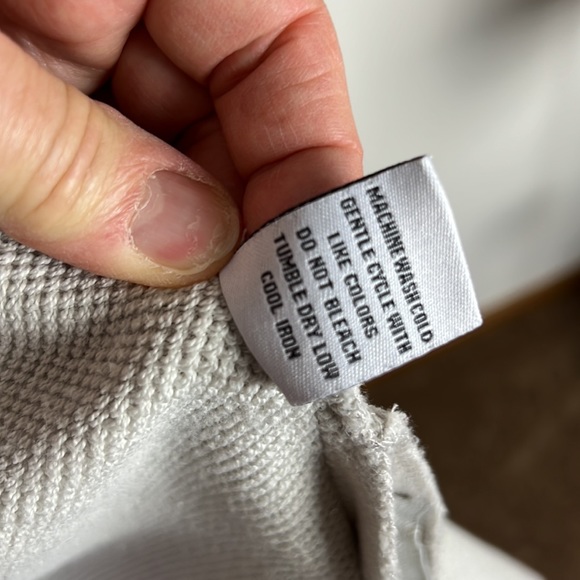 MACHINE WASH COLD
GENTLE CYCLE WITH
LIKE COLORS
DO NOT BLEACH
TUMBLE DRY LOW
COOL IRON